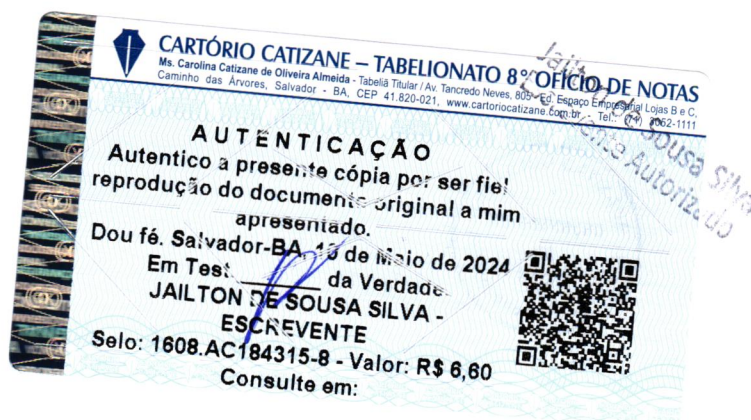 CARTÓRIO CATIZANE – TABELIONATO 8º OFÍCIO DE NOTAS
Ms. Carolina Catizane de Oliveira Almeida - Tabeliã Titular / Av. Tancredo Neves, 805 - Ed. Espaço Empresarial Lojas B e C,
Caminho das Árvores, Salvador - BA, CEP 41.820-021, www.cartoriocatizane.com.br - Tel.: (71) 3052-1111
Jailton de Sousa Silva
Escrevente Autorizado
AUTENTICAÇÃO
Autentico a presente cópia por ser fiel
reprodução do documento original a mim
apresentado.
Dou fé. Salvador-BA, de Maio de 2024
Em Test. ______ da Verdade.
JAILTON DE SOUSA SILVA -
ESCREVENTE
Selo: 1608.AC184315-8 - Valor: R$ 6,60
Consulte em: